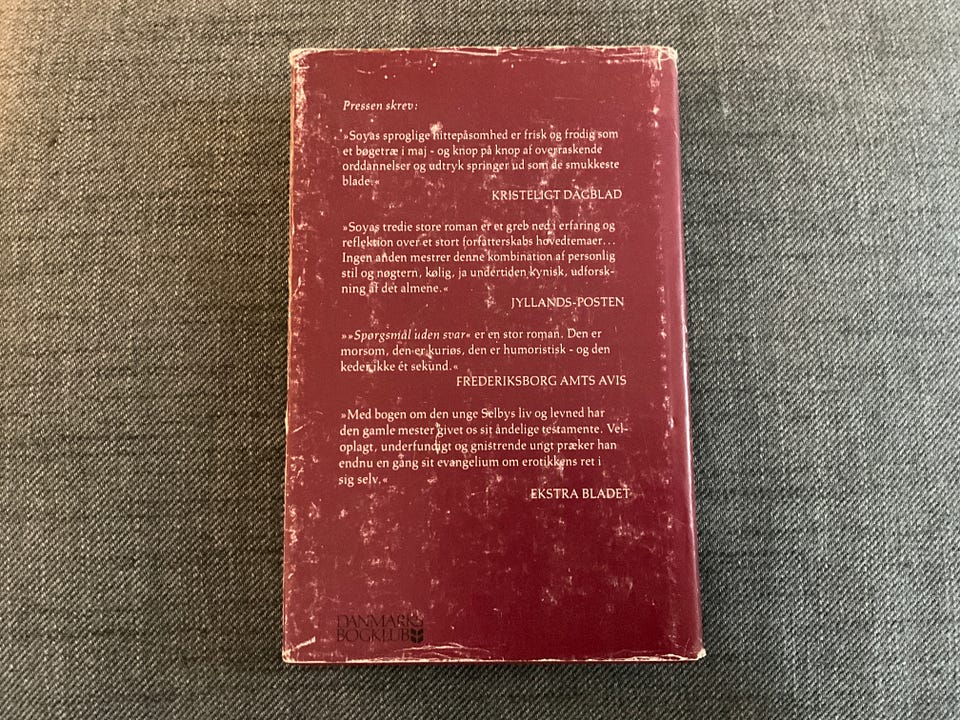 Pressen skrev:
»Soyas sproglige hittepåsomhed er frisk og frodig som
et bøgetræ i maj - og knop på knop af overraskende
orddannelser og udtryk springer ud som de smukkeste
blade.«
KRISTELIGT DAGBLAD
»Soyas tredie store roman er et greb ned i erfaring og
reflektion over et stort forfatterskabs hovedtemaer...
Ingen anden mestrer denne kombination af personlig
stil og nøgtern, kølig, ja undertiden kynisk, udforsk-
ning af det almene.«
JYLLANDS-POSTEN
»»Spørgsmål uden svar« er en stor roman. Den er
morsom, den er kuriøs, den er humoristisk - og den
keder ikke ét sekund.«
FREDERIKSBORG AMTS AVIS
»Med bogen om den unge Selbys liv og levned har
den gamle mester givet os sit åndelige testamente. Vel-
oplagt, underfundigt og gnistrende ungt præker han
endnu en gang sit evangelium om erotikkens ret i
sig selv.«
EKSTRA BLADET
DANMARKS
BOGKLUB